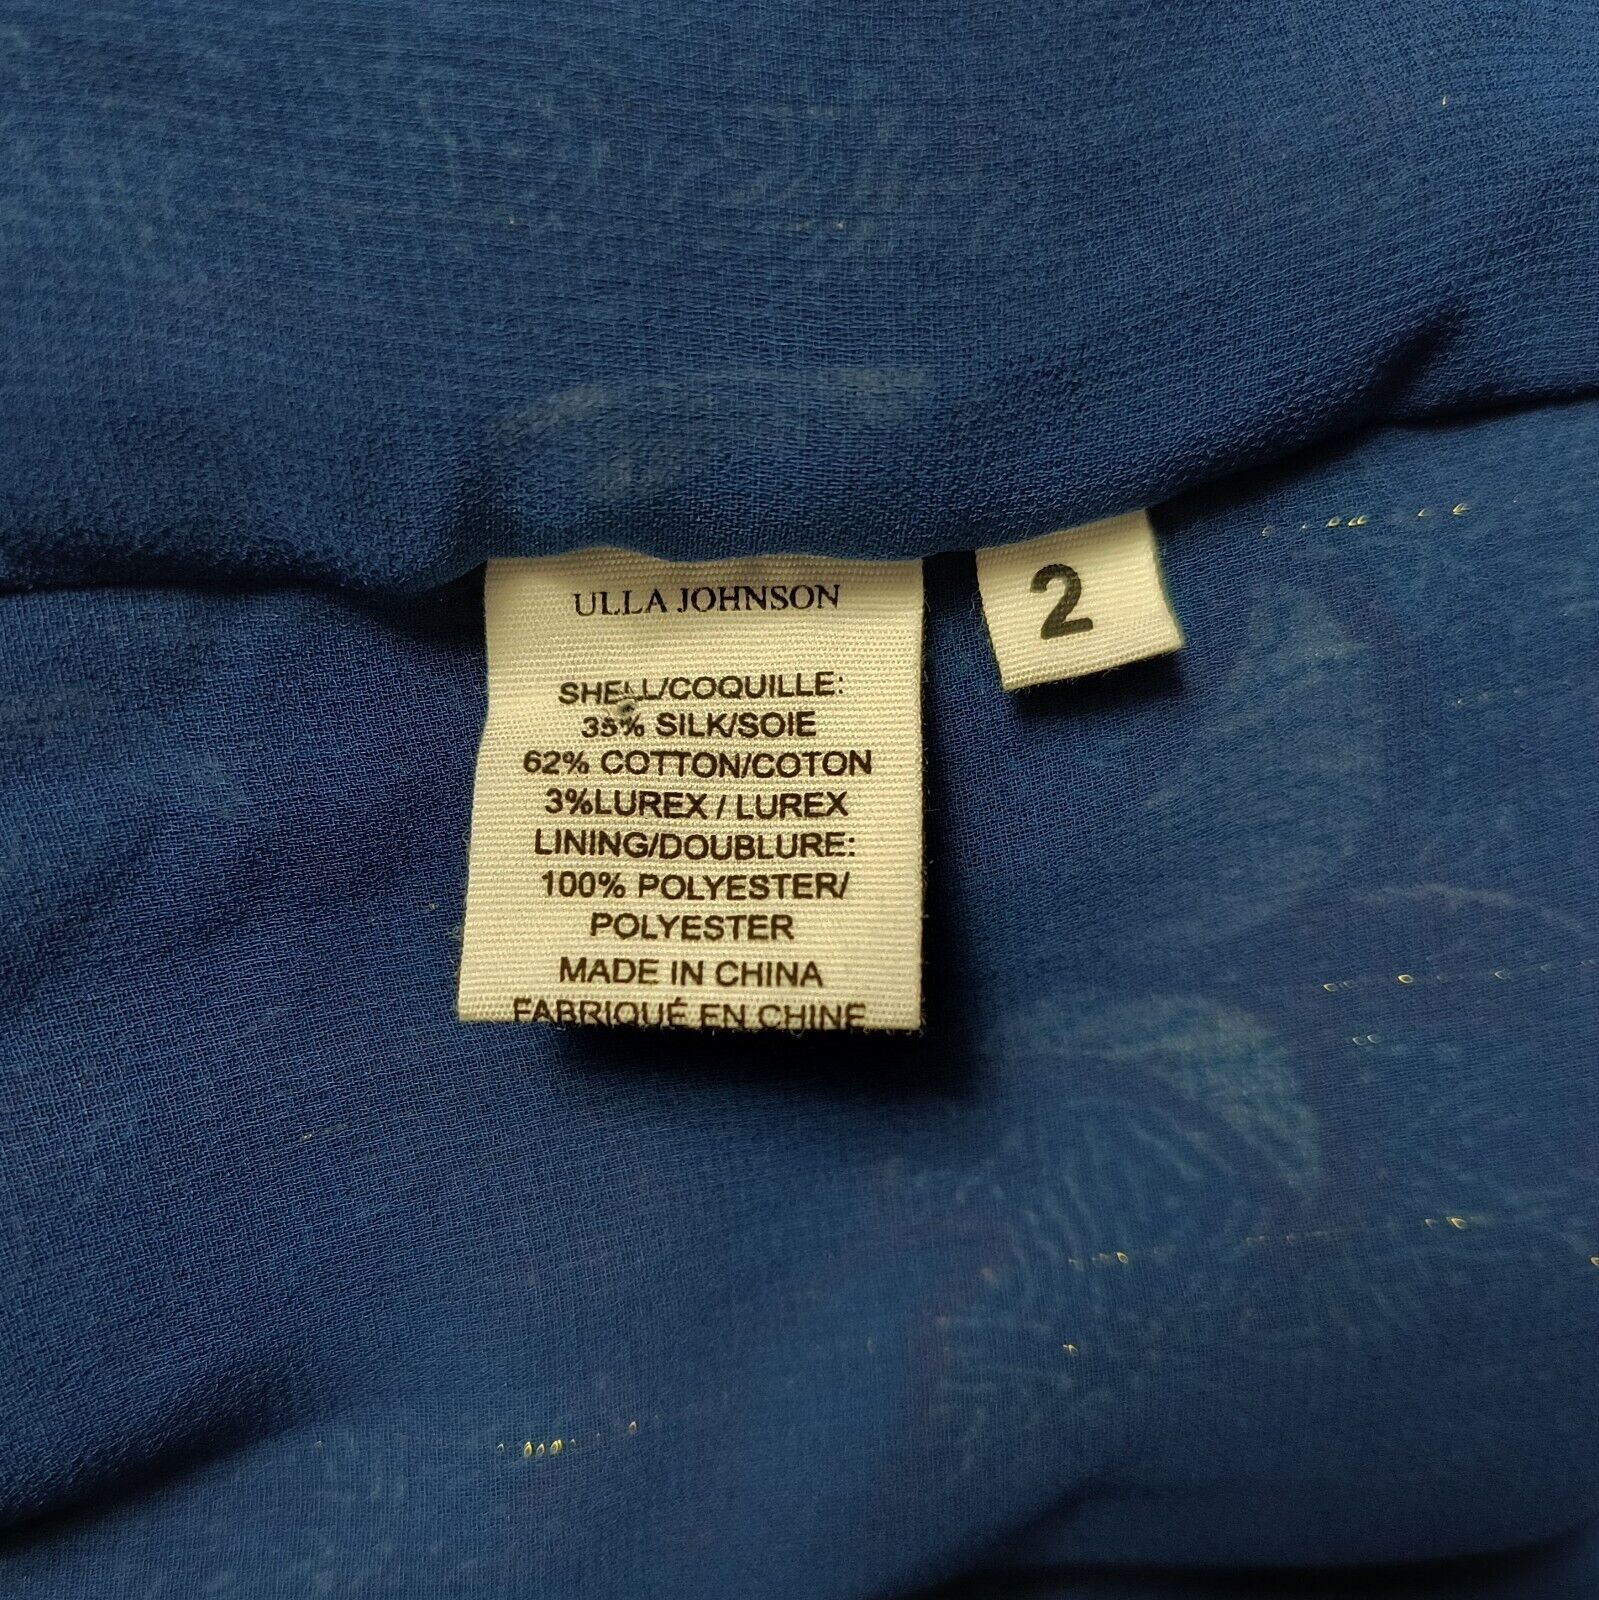 ULLA JOHNSON
2
SHELL/COQUILLE:
35% SILK/SOIE
62% COTTON/COTON
3%LUREX / LUREX
LINING/DOUBLURE:
100% POLYESTER/
POLYESTER
MADE IN CHINA
FABRIQUÉ EN CHINE